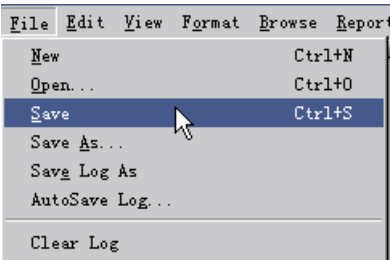 File Edit View Format Browse Report
New Ctrl+N
Open... Ctrl+O
Save Ctrl+S
Save As...
Save Log As
AutoSave Log...
Clear Log